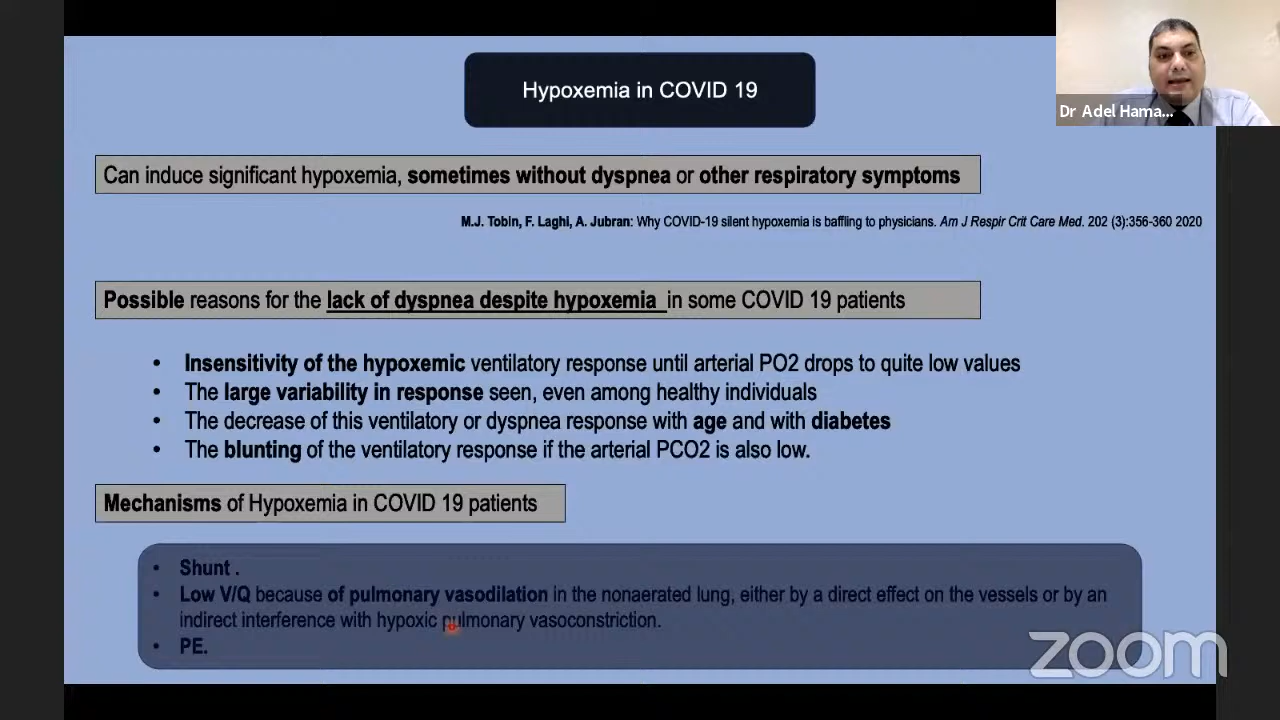 Hypoxemia in COVID 19
Dr Adel Hama...
Can induce significant hypoxemia, sometimes without dyspnea or other respiratory symptoms
M.J. Tobin, F. Laghi, A. Jubran: Why COVID-19 silent hypoxemia is baffling to physicians. Am J Respir Crit Care Med. 202 (3):356-360 2020
Possible reasons for the lack of dyspnea despite hypoxemia in some COVID 19 patients
• Insensitivity of the hypoxemic ventilatory response until arterial PO2 drops to quite low values
• The large variability in response seen, even among healthy individuals
• The decrease of this ventilatory or dyspnea response with age and with diabetes
• The blunting of the ventilatory response if the arterial PCO2 is also low.
Mechanisms of Hypoxemia in COVID 19 patients
• Shunt .
• Low V/Q because of pulmonary vasodilation in the nonaerated lung, either by a direct effect on the vessels or by an
indirect interference with hypoxic pulmonary vasoconstriction.
• PE.
zoom